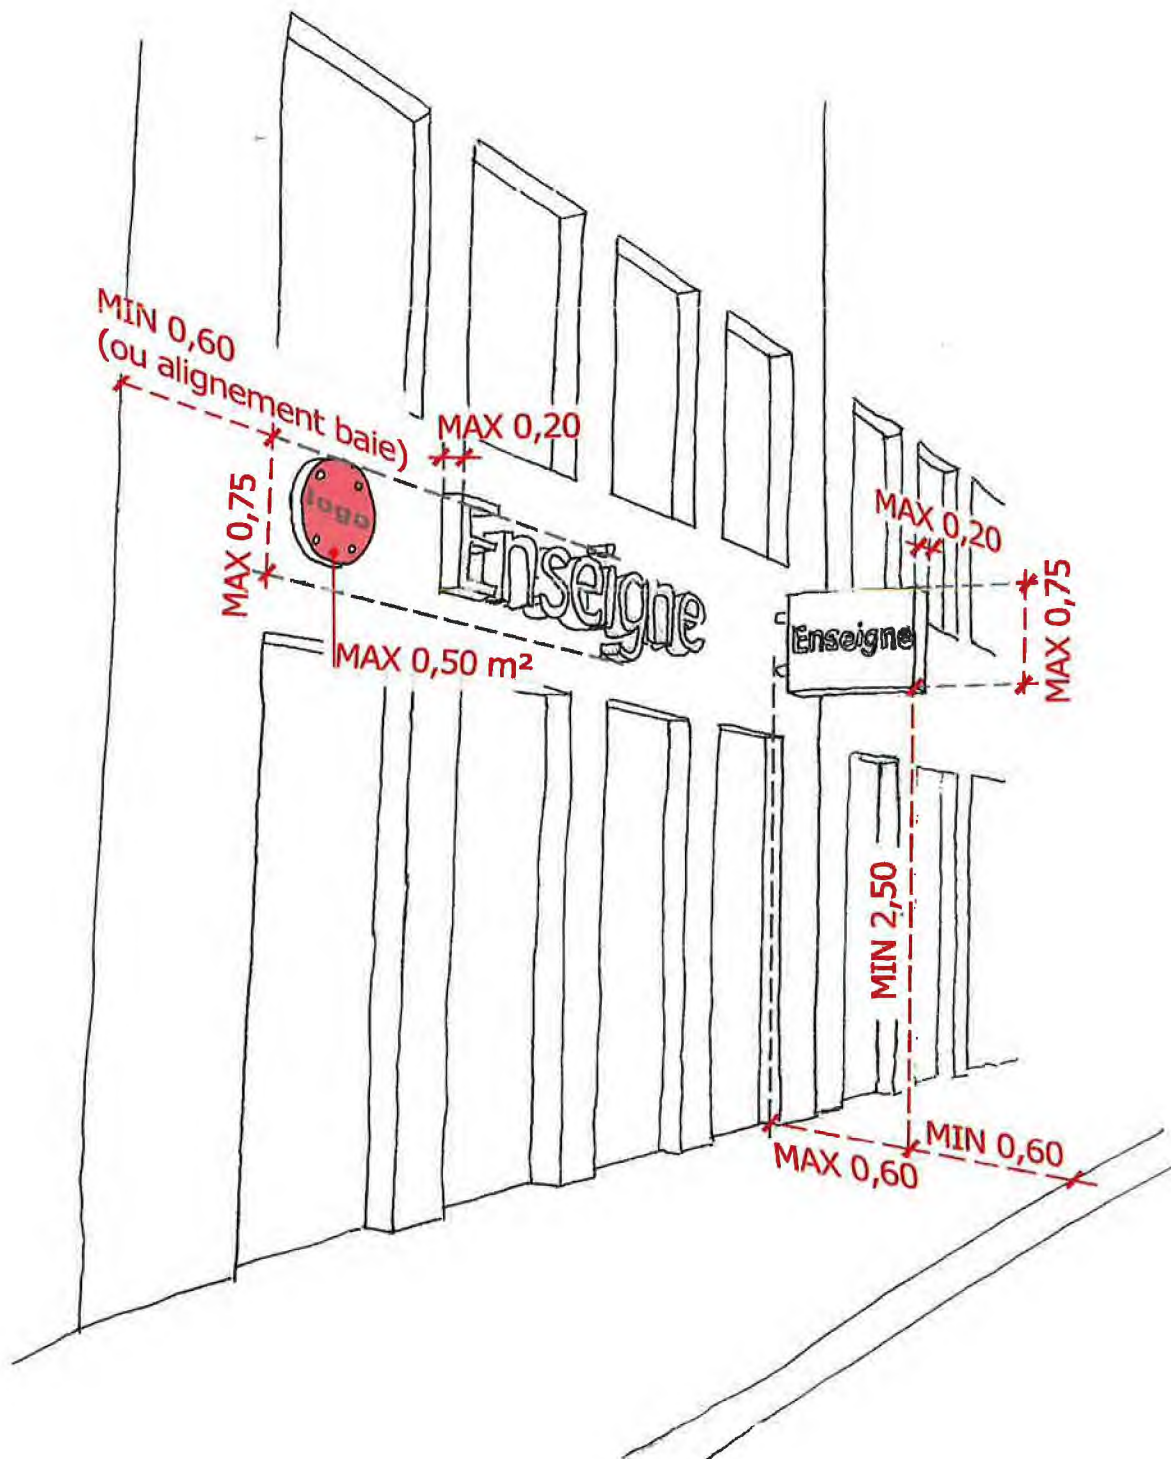 MIN 0,60
(ou alignement baie)
MAX 0,20
MAX 0,75
logo
Enseigne
MAX 0,50 m²
MAX 0,20
MAX 0,75
Enseigne
MIN 2,50
MAX 0,60
MIN 0,60